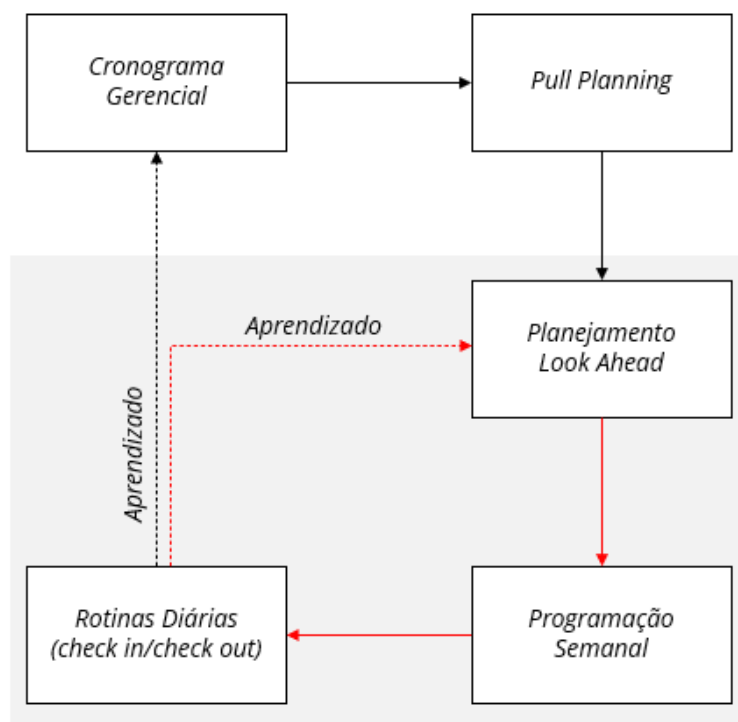 Cronograma
Gerencial
Pull Planning
Planejamento
Look Ahead
Aprendizado
Aprendizado
Rotinas Diárias
(check in/check out)
Programação
Semanal